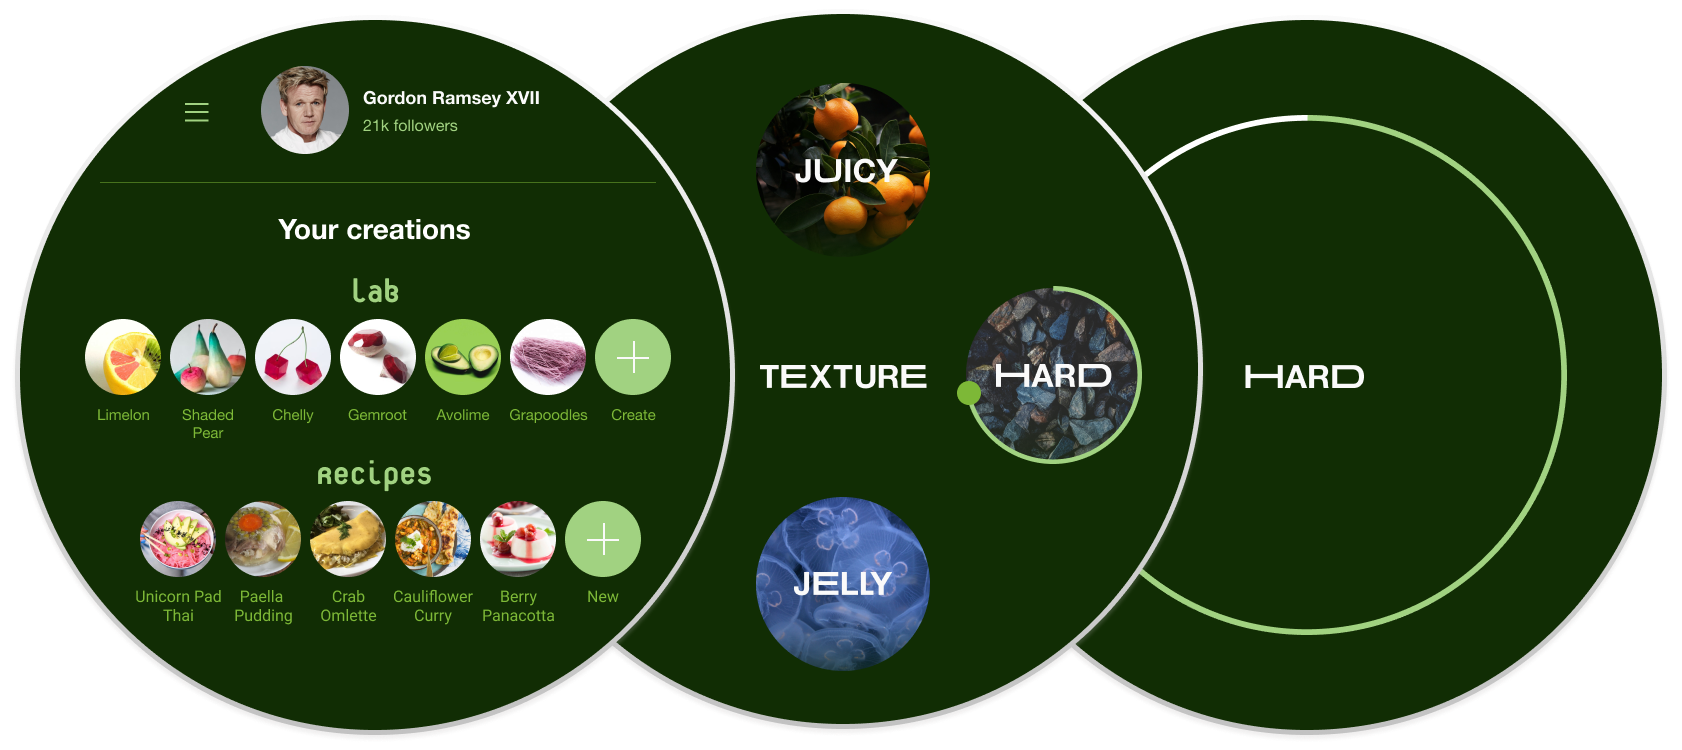 Gordon Ramsey XVII
21k followers
Your creations
Lab
Limelon
Shaded
Pear
Chelly
Gemroot
Avolime
Grapoodles
Create
Recipes
Unicorn Pad
Thai
Paella
Pudding
Crab
Omlette
Cauliflower
Curry
Berry
Panacotta
New
JUICY
TEXTURE
HARD
JELLY
HARD